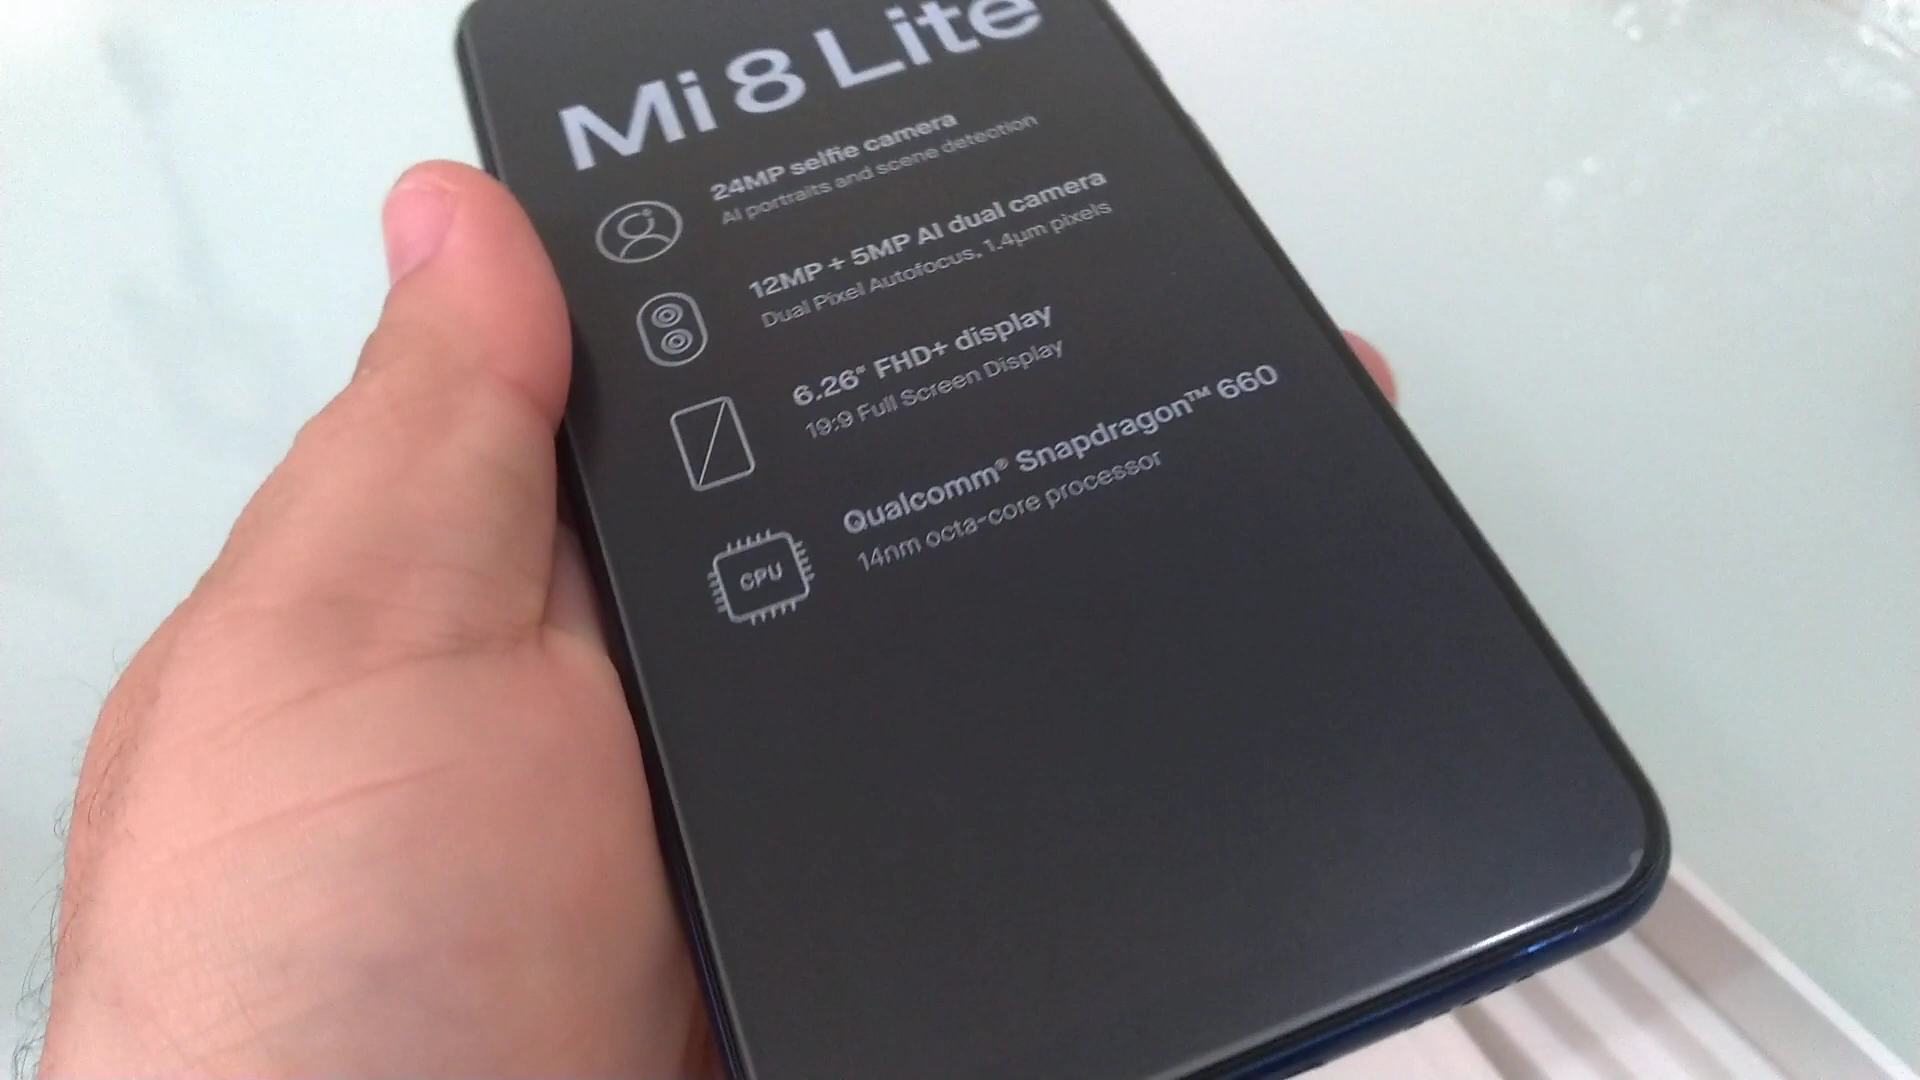 Mi 8 Lite
24MP selfie camera
AI portraits and scene detection
12MP + 5MP AI dual camera
Dual Pixel Autofocus, 1.4μm pixels
6.26" FHD+ display
19:9 Full Screen Display
Qualcomm® Snapdragon™ 660
14nm octa-core processor
CPU